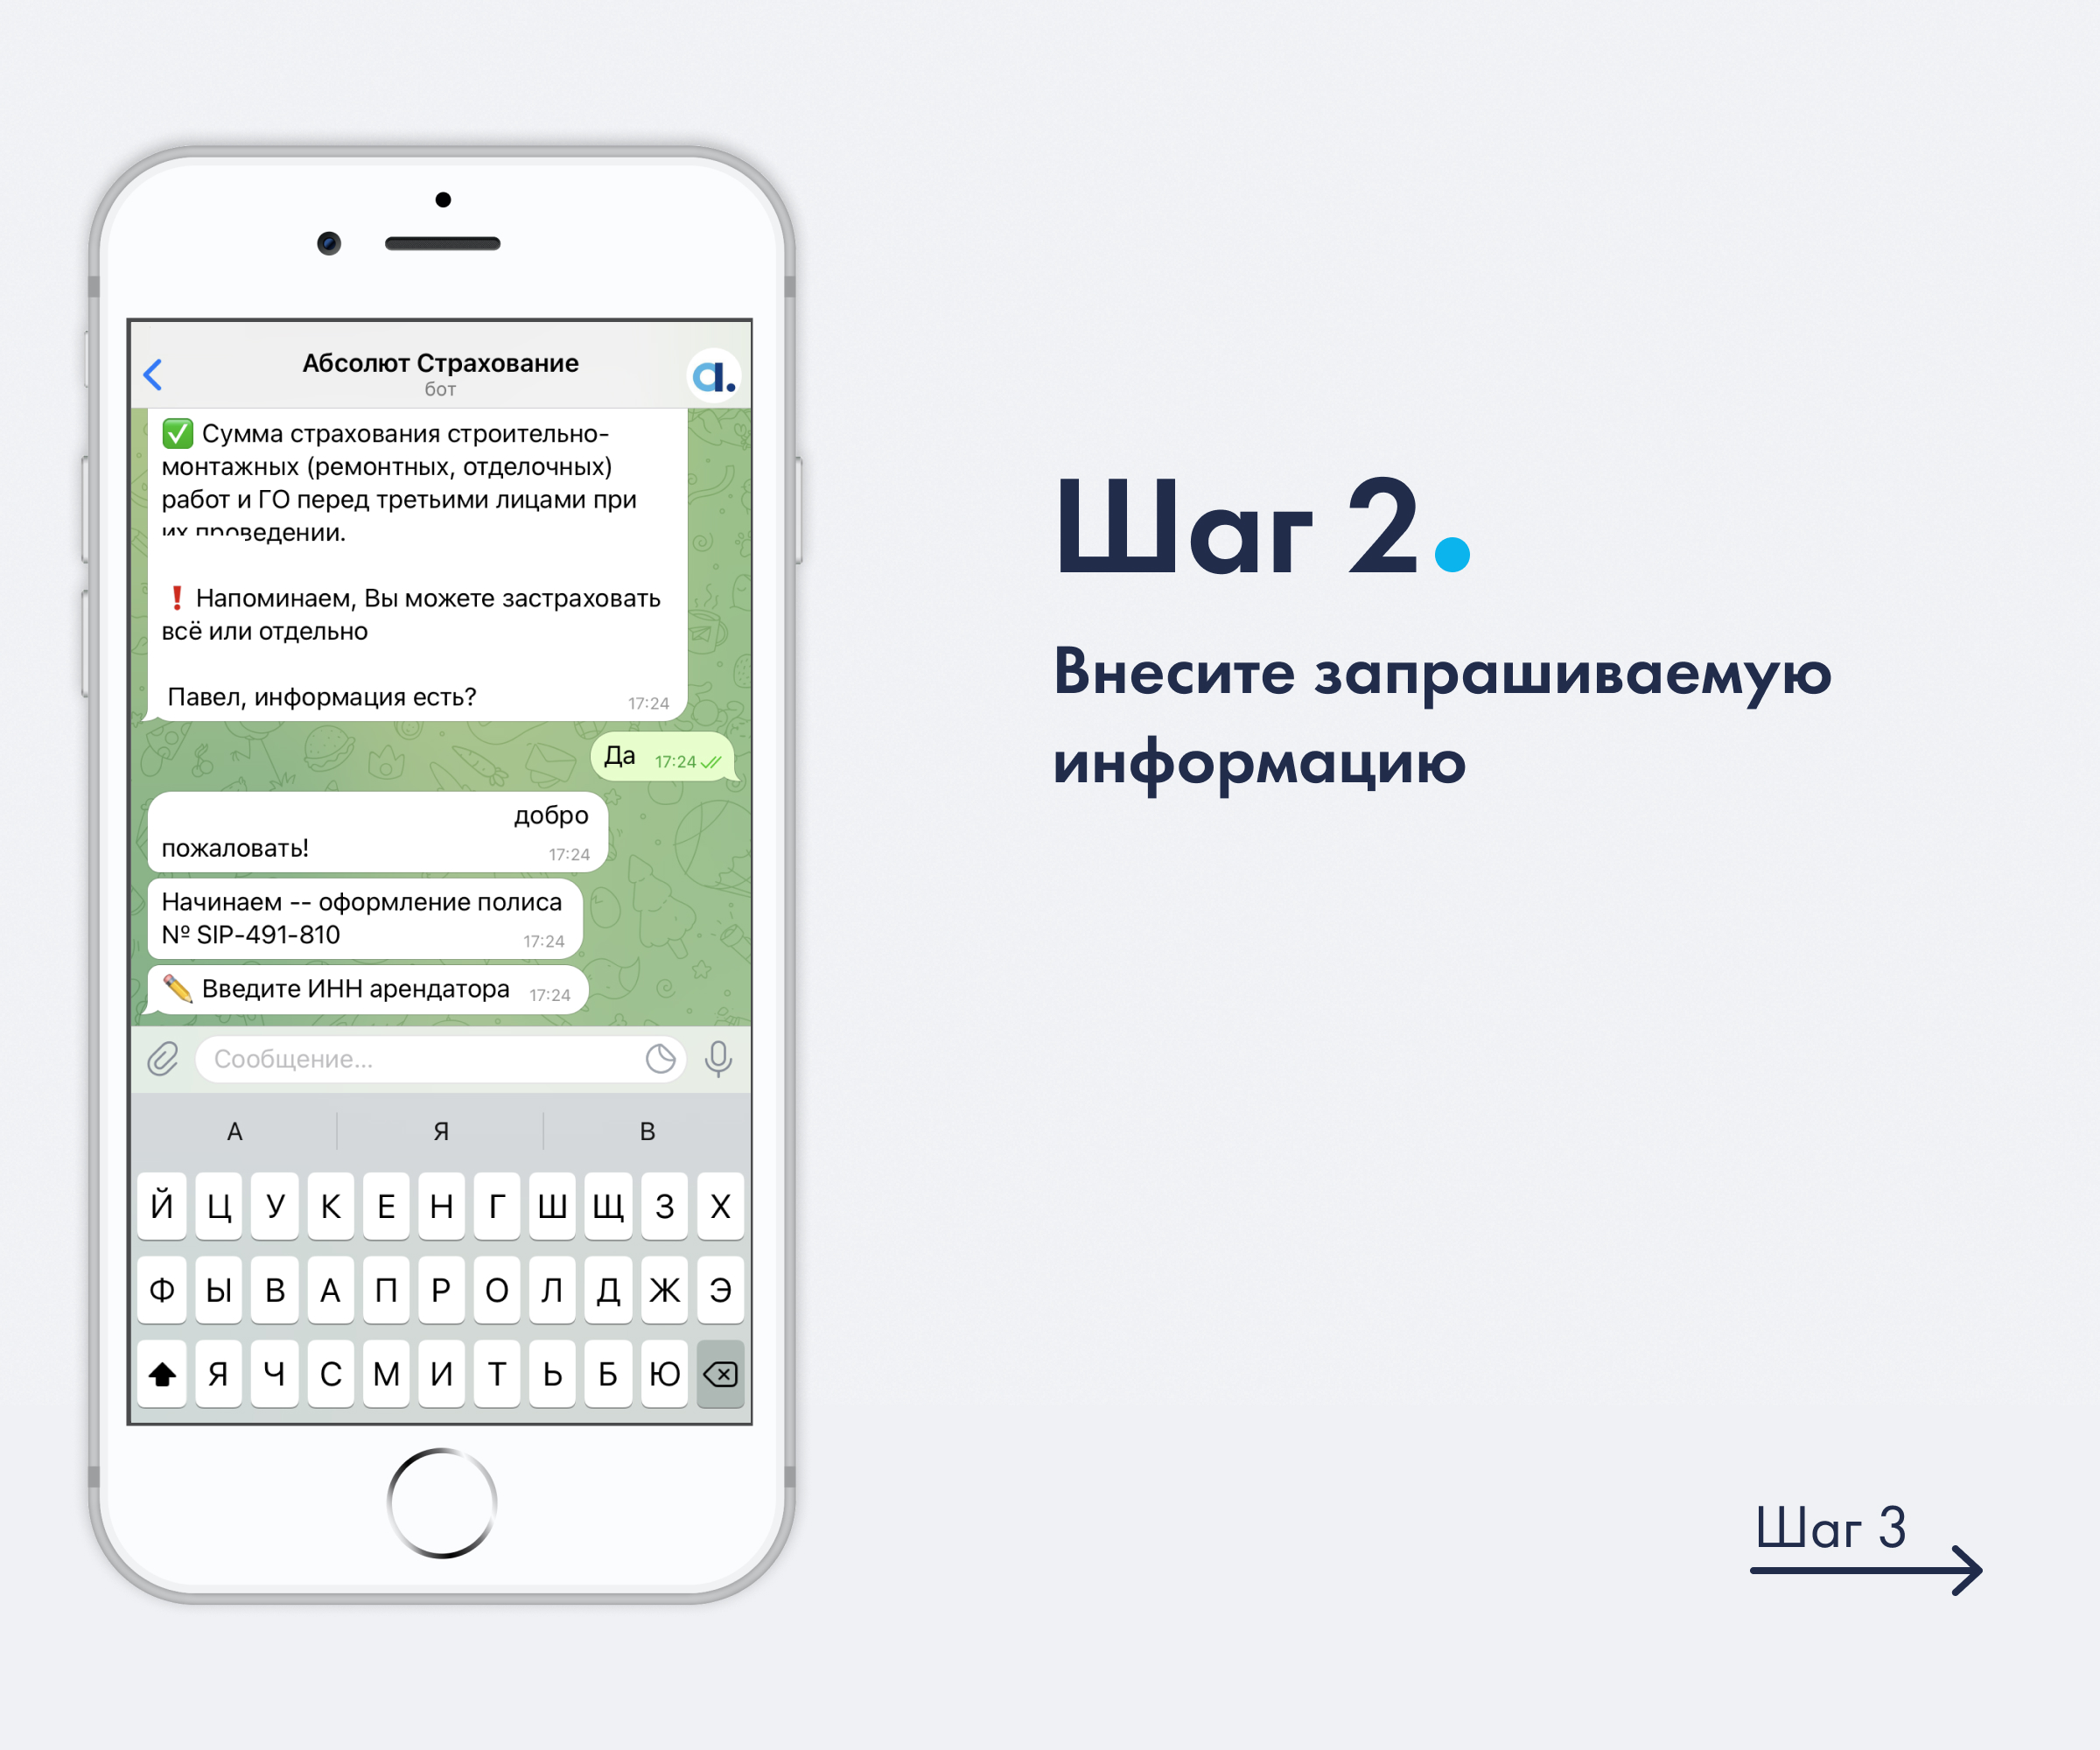 Абсолют Страхование
бот
✅ Сумма страхования строительно-
монтажных (ремонтных, отделочных)
работ и ГО перед третьими лицами при
их проведении.
❗ Напоминаем, Вы можете застраховать
всё или отдельно
Павел, информация есть?
17:24
Да 17:24
добро
пожаловать! 17:24
Начинаем -- оформление полиса
№ SIP-491-810 17:24
✏️ Введите ИНН арендатора 17:24
Сообщение...
А Я В
Й Ц У К Е Н Г Ш Щ З Х
Ф Ы В А П Р О Л Д Ж Э
Я Ч С М И Т Ь Б Ю
Шаг 2
Внесите запрашиваемую
информацию
Шаг 3